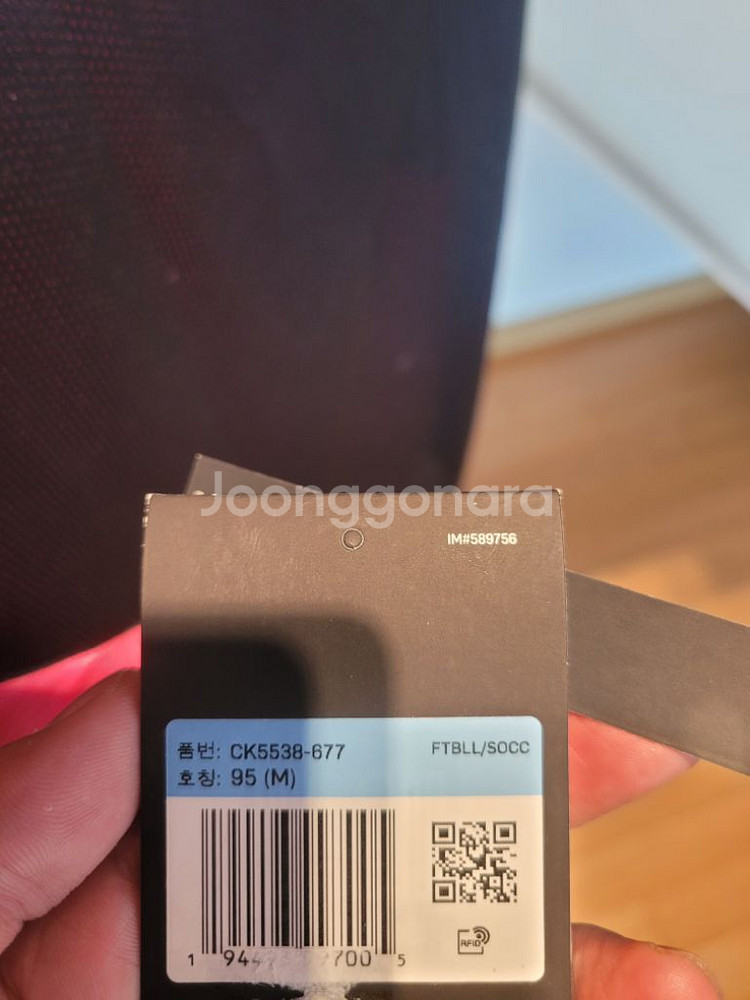 Joonggonara
IM#589756
품번: CK5538-677
FTBLL/SOCC
호칭: 95 (M)
RFID